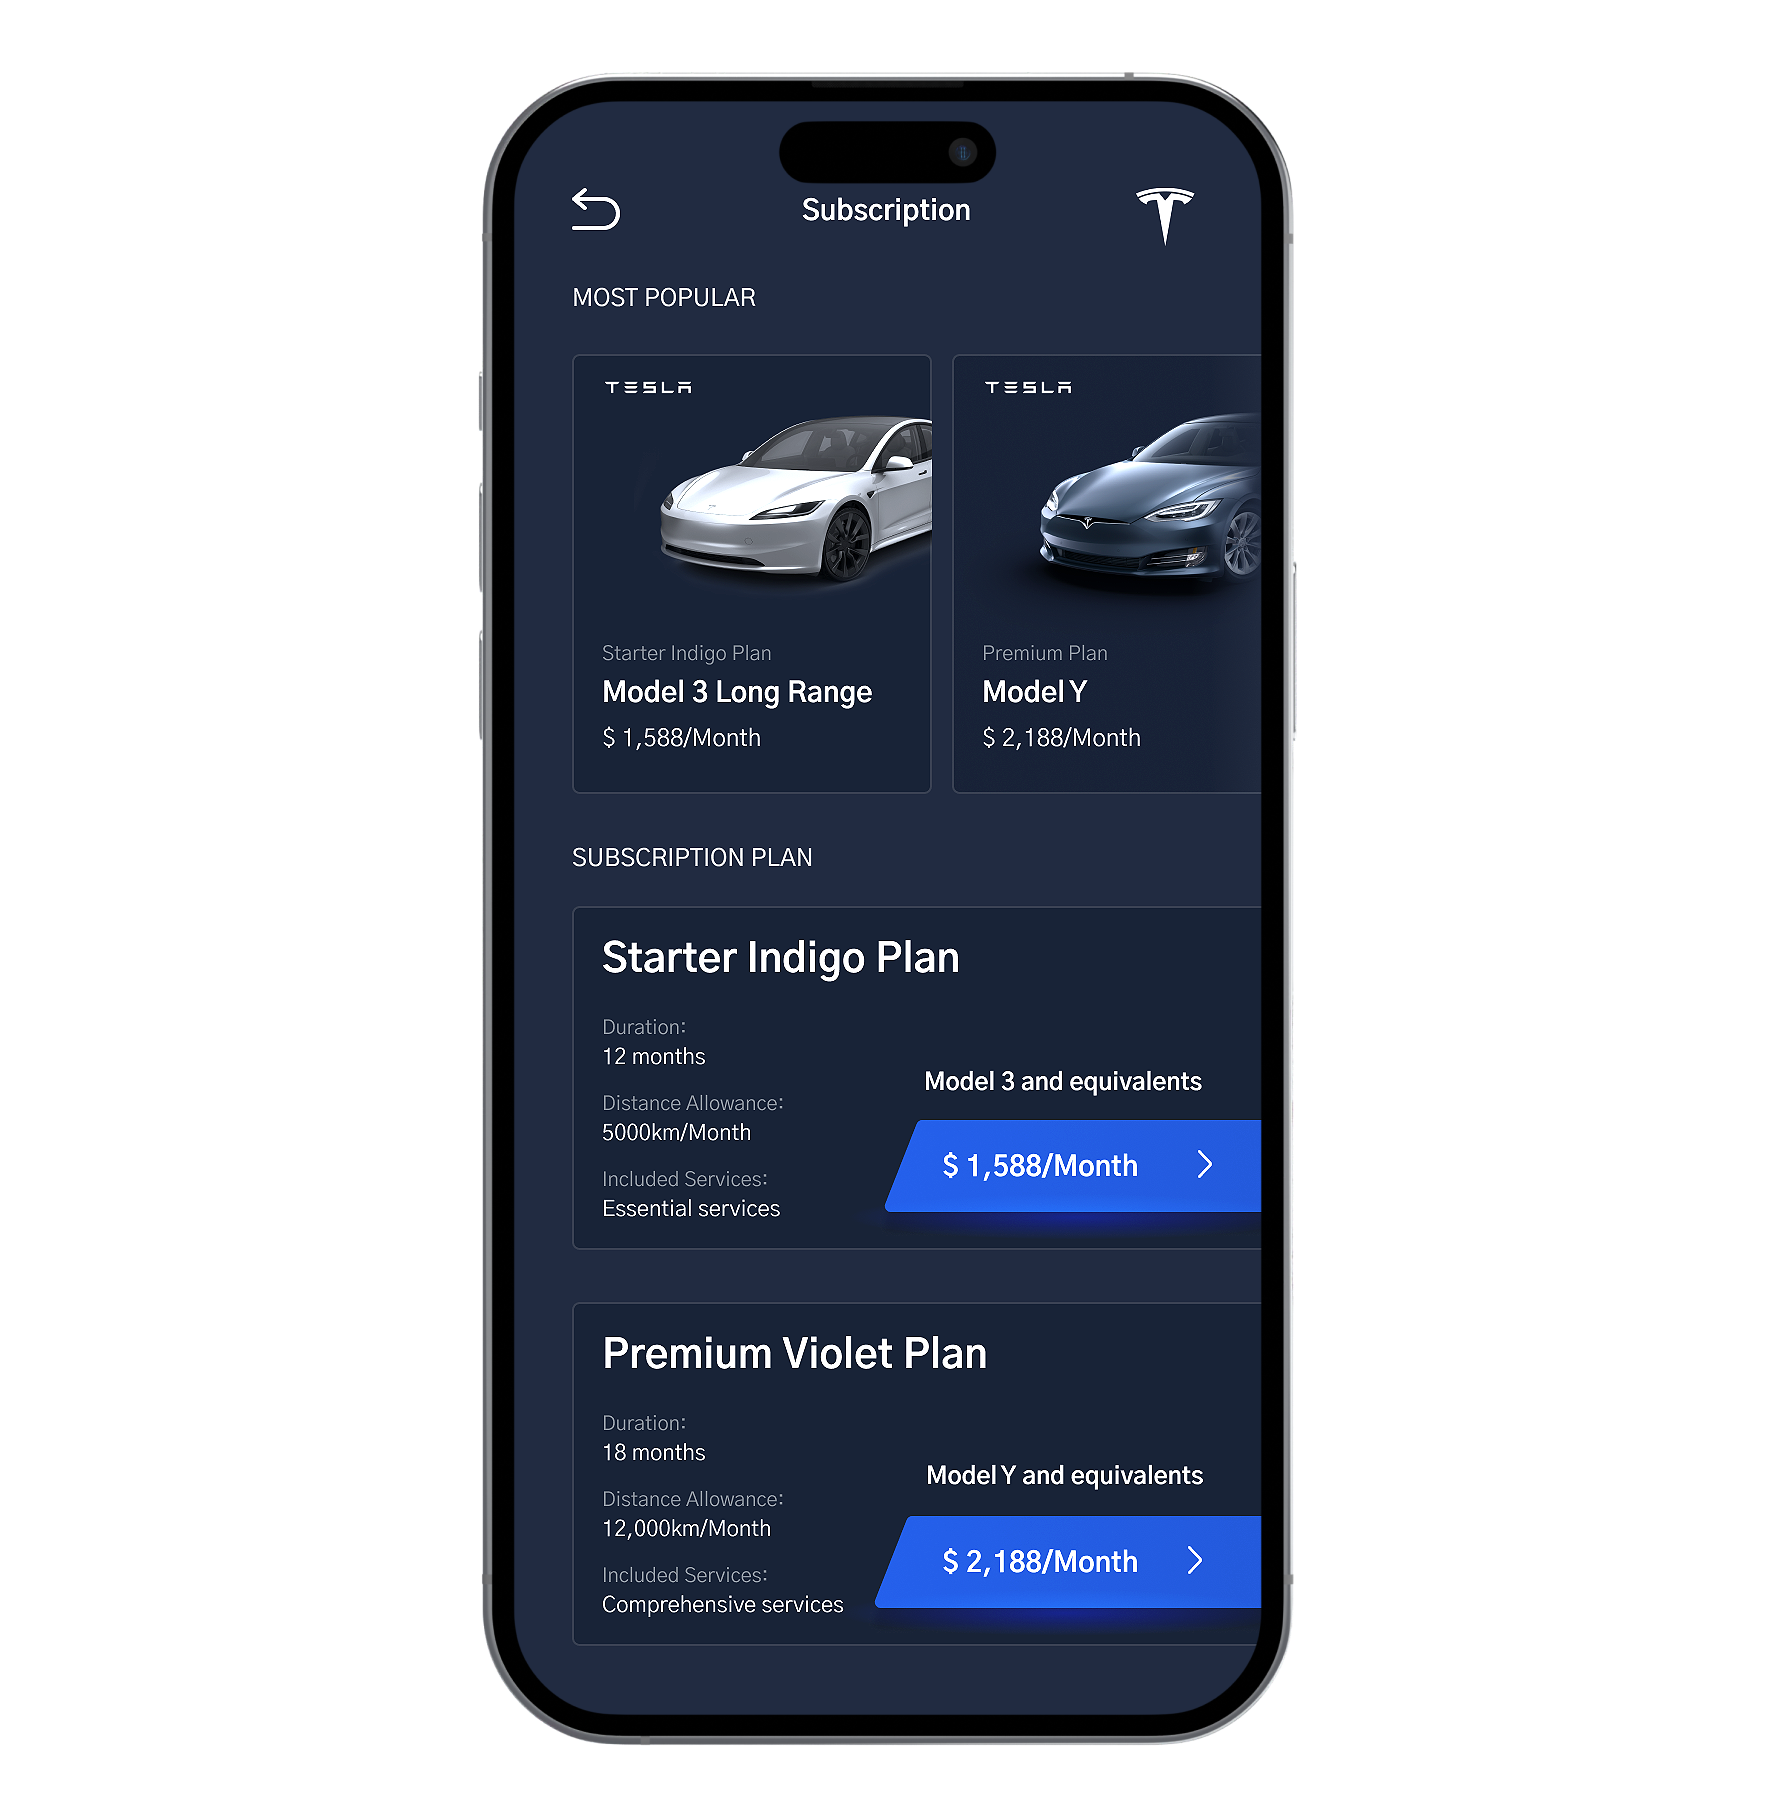 Subscription
MOST POPULAR
TESLA
Starter Indigo Plan
Model 3 Long Range
$ 1,588/Month
TESLA
Premium Plan
Model Y
$ 2,188/Month
SUBSCRIPTION PLAN
Starter Indigo Plan
Duration:
12 months
Distance Allowance:
5000km/Month
Included Services:
Essential services
Model 3 and equivalents
$ 1,588/Month
Premium Violet Plan
Duration:
18 months
Distance Allowance:
12,000km/Month
Included Services:
Comprehensive services
Model Y and equivalents
$ 2,188/Month